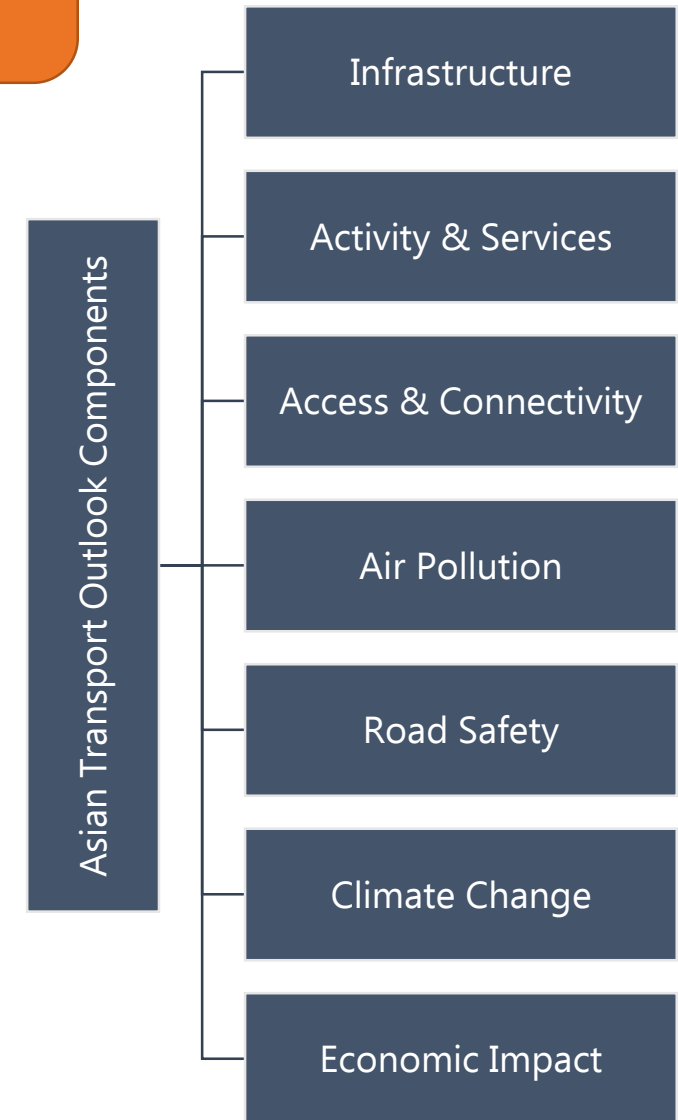 Asian Transport Outlook Components
Infrastructure
Activity & Services
Access & Connectivity
Air Pollution
Road Safety
Climate Change
Economic Impact